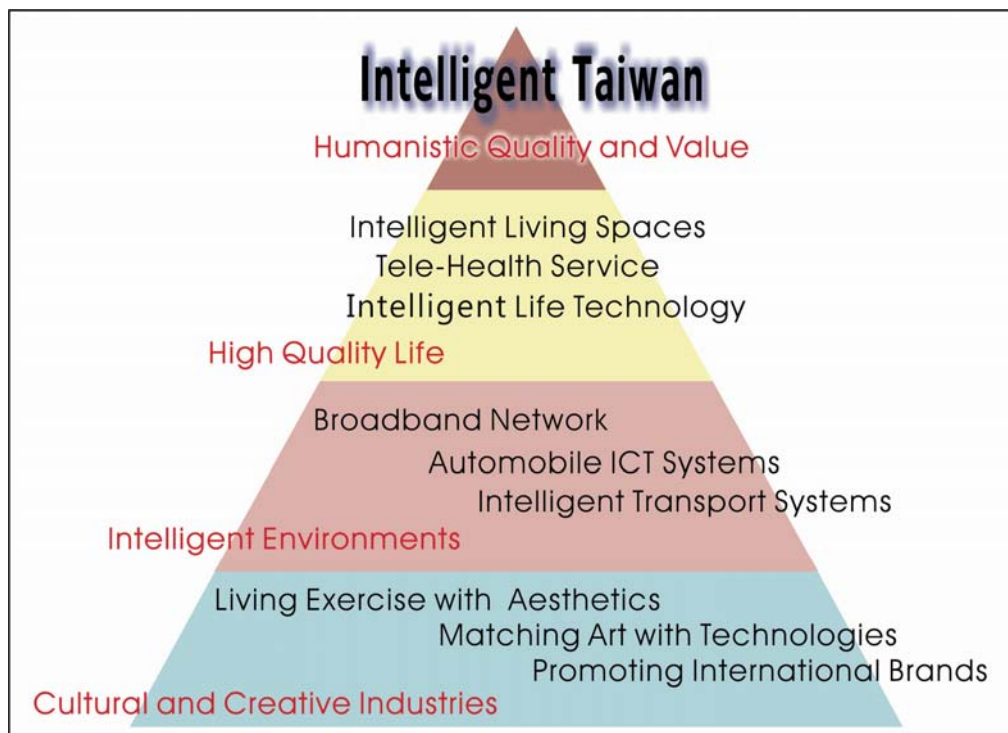 Intelligent Taiwan
Humanistic Quality and Value
Intelligent Living Spaces
Tele-Health Service
Intelligent Life Technology
High Quality Life
Broadband Network
Automobile ICT Systems
Intelligent Transport Systems
Intelligent Environments
Living Exercise with Aesthetics
Matching Art with Technologies
Promoting International Brands
Cultural and Creative Industries